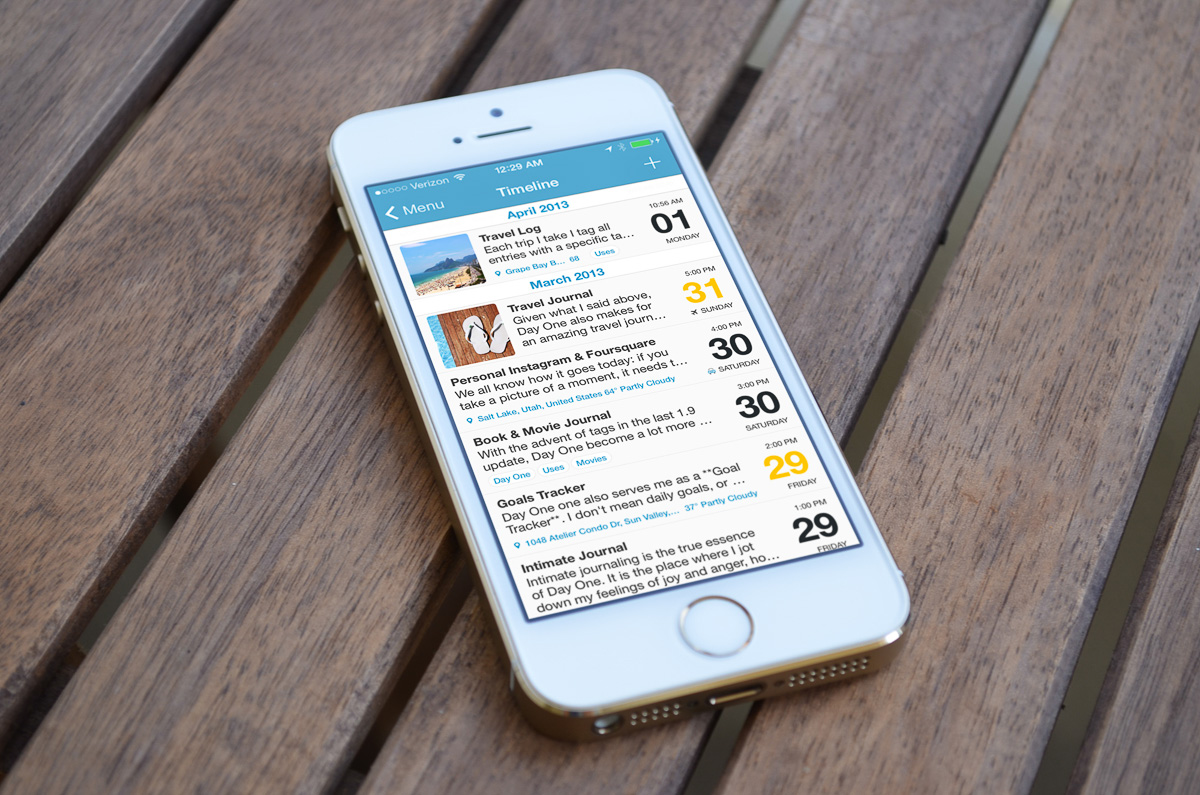 Verizon 12:29 AM
Menu Timeline
April 2013
Travel Log
Each trip I take I tag all
entries with a specific ta...
Grape Bay B... 68 Uses
10:56 AM
01
MONDAY
March 2013
Travel Journal
Given what I said above,
Day One also makes for
an amazing travel journ...
5:00 PM
31
SUNDAY
Personal Instagram & Foursquare
We all know how it goes today: if you
take a picture of a moment, it needs t...
Salt Lake, Utah, United States 64° Partly Cloudy
4:00 PM
30
SATURDAY
Book & Movie Journal
With the advent of tags in the last 1.9
update, Day One become a lot more ...
Day One Uses Movies
3:00 PM
30
SATURDAY
Goals Tracker
Day One one also serves me as a **Goal
Tracker**. I don't mean daily goals, or ...
1048 Atelier Condo Dr, Sun Valley,... 37° Partly Cloudy
2:00 PM
29
FRIDAY
Intimate Journal
Intimate journaling is the true essence
of Day One. It is the place where I jot
down my feelings of joy and anger, ho...
1:00 PM
29
FRIDAY